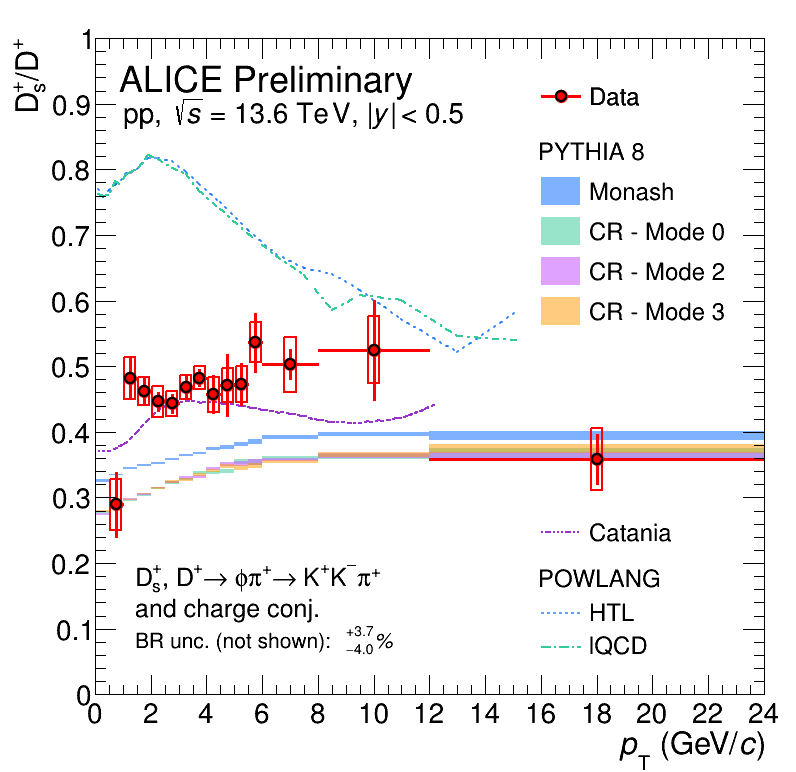 D_s^+/D^+
1
0.9
0.8
0.7
0.6
0.5
0.4
0.3
0.2
0.1
0
ALICE Preliminary
pp, √s = 13.6 TeV, |y| < 0.5
Data
PYTHIA 8
Monash
CR - Mode 0
CR - Mode 2
CR - Mode 3
Catania
POWLANG
HTL
lQCD
D_s^+, D^+ → ϕπ^+ → K^+K^−π^+
and charge conj.
BR unc. (not shown): +3.7 −4.0 %
0 2 4 6 8 10 12 14 16 18 20 22 24
p_T (GeV/c)